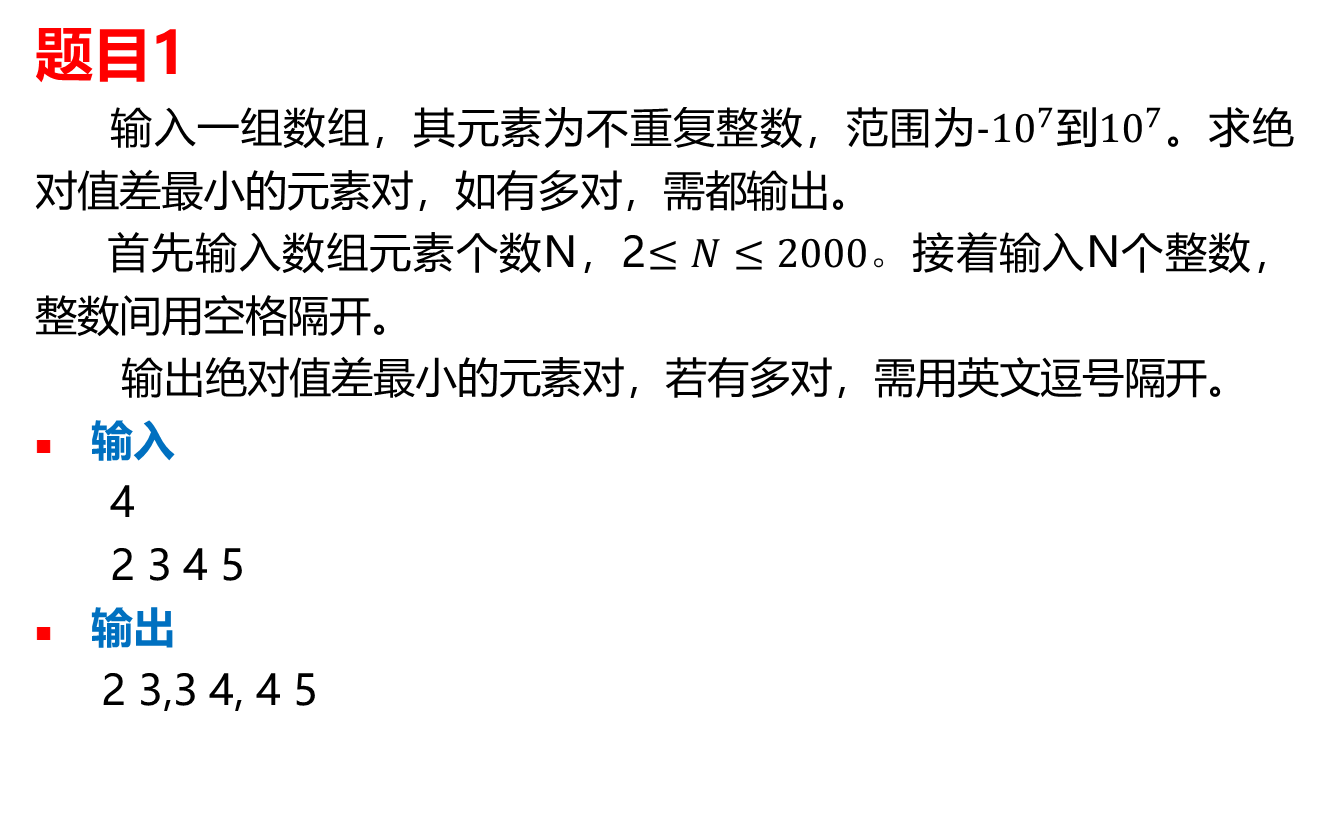 题目1
输入一组数组，其元素为不重复整数，范围为-10⁷到10⁷。求绝
对值差最小的元素对，如有多对，需都输出。
首先输入数组元素个数N，2≤ N ≤ 2000。接着输入N个整数，
整数间用空格隔开。
输出绝对值差最小的元素对，若有多对，需用英文逗号隔开。
▪ 输入
4
2 3 4 5
▪ 输出
2 3,3 4, 4 5